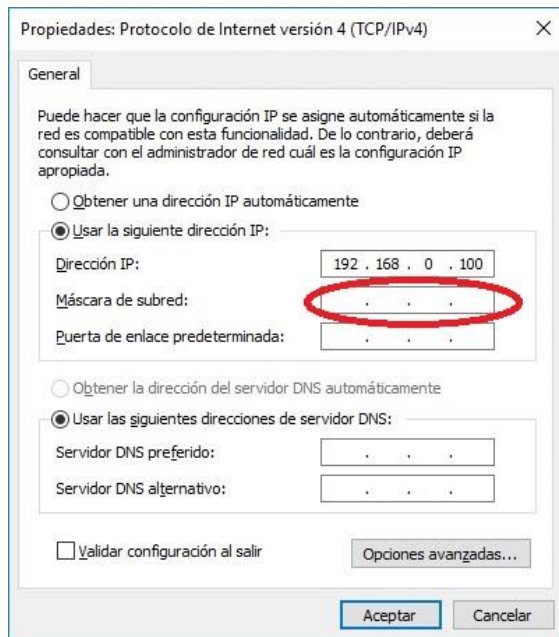 Propiedades: Protocolo de Internet versión 4 (TCP/IPv4)
General
Puede hacer que la configuración IP se asigne automáticamente si la
red es compatible con esta funcionalidad. De lo contrario, deberá
consultar con el administrador de red cuál es la configuración IP
apropiada.
Obtener una dirección IP automáticamente
Usar la siguiente dirección IP:
Dirección IP: 192 . 168 . 0 . 100
Máscara de subred: . . .
Puerta de enlace predeterminada: . . .
Obtener la dirección del servidor DNS automáticamente
Usar las siguientes direcciones de servidor DNS:
Servidor DNS preferido: . . .
Servidor DNS alternativo: . . .
Validar configuración al salir
Opciones avanzadas...
Aceptar
Cancelar